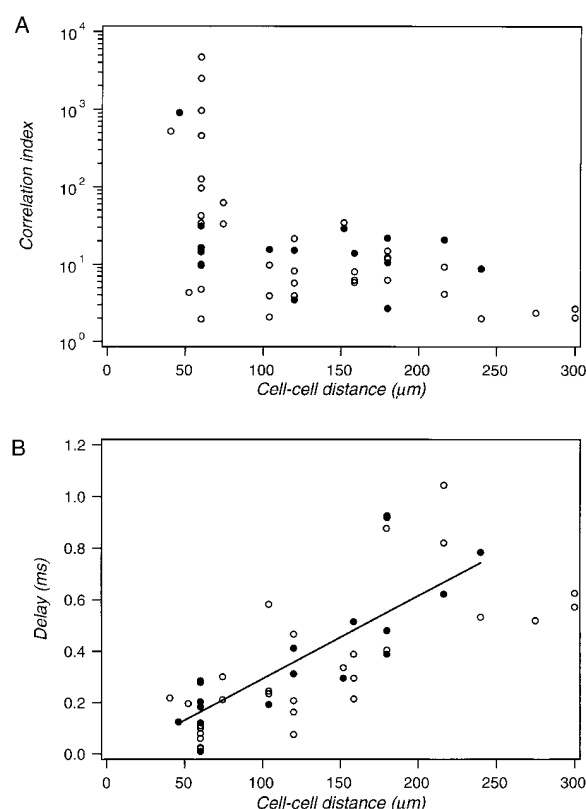 A
10^4
10^3
10^2
10^1
10^0
Correlation index
0 50 100 150 200 250 300
Cell-cell distance (μm)
B
1.2
1.0
0.8
0.6
0.4
0.2
0.0
Delay (ms)
0 50 100 150 200 250 300
Cell-cell distance (μm)